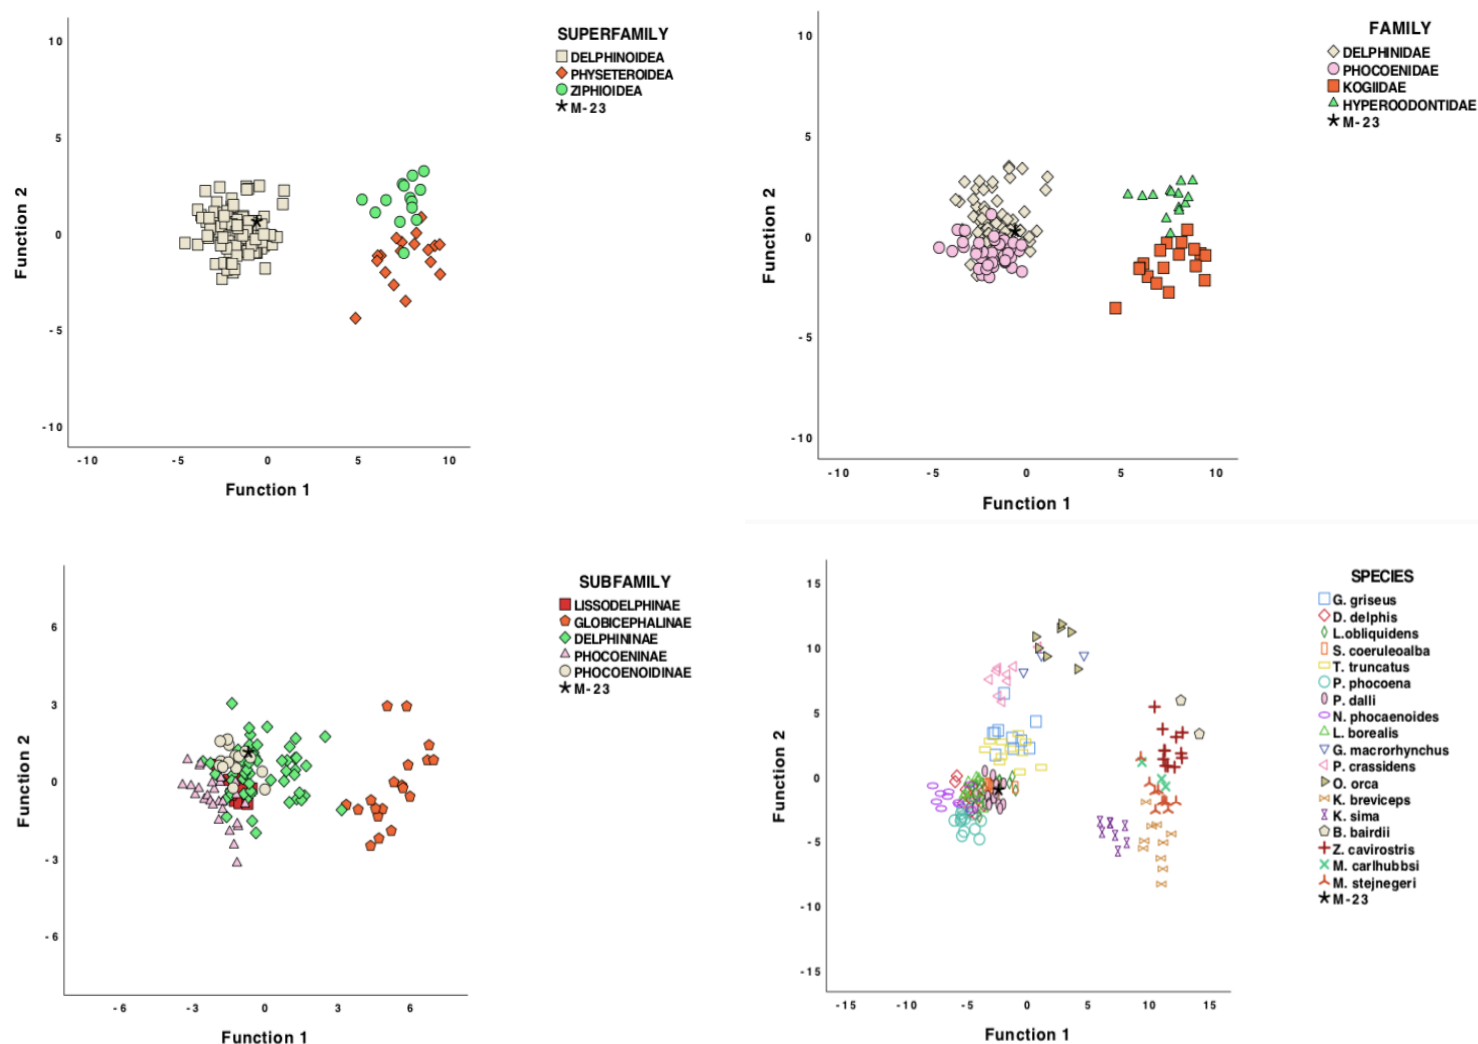 SUPERFAMILY
DELPHINOIDEA
PHYSETEROIDEA
ZIPHIOIDEA
M-23
10
5
0
-5
-10
Function 2
-10 -5 0 5 10
Function 1
FAMILY
DELPHINIDAE
PHOCOENIDAE
KOGIIDAE
HYPEROODONTIDAE
M-23
10
5
0
-5
-10
Function 2
-10 -5 0 5 10
Function 1
SUBFAMILY
LISSODELPHINAE
GLOBICEPHALINAE
DELPHININAE
PHOCOENINAE
PHOCOENOIDINAE
M-23
6
3
0
-3
-6
Function 2
-6 -3 0 3 6
Function 1
SPECIES
G. griseus
D. delphis
L.obliquidens
S. coeruleoalba
T. truncatus
P. phocoena
P. dalli
N. phocaenoides
L. borealis
G. macrorhynchus
P. crassidens
O. orca
K. breviceps
K. sima
B. bairdii
Z. cavirostris
M. carlhubbsi
M. stejnegeri
M-23
15
10
5
0
-5
-10
-15
Function 2
-15 -10 -5 0 5 10 15
Function 1